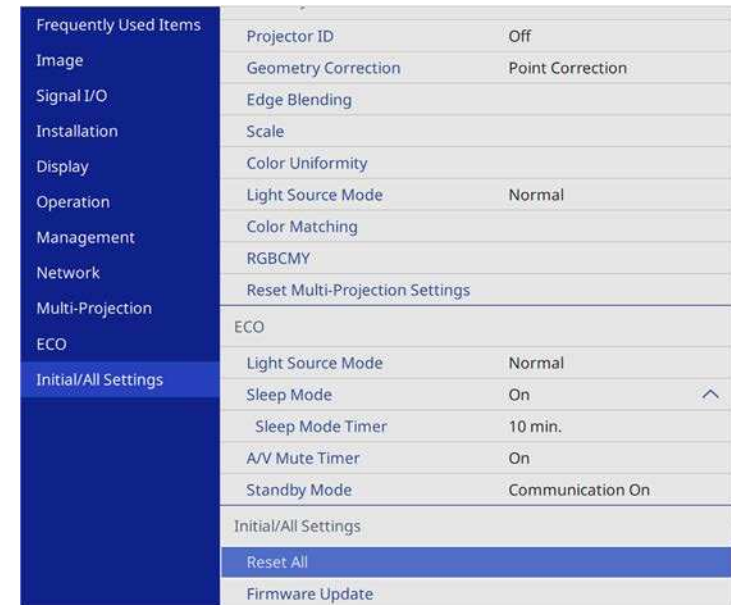 Frequently Used Items
Image
Signal I/O
Installation
Display
Operation
Management
Network
Multi-Projection
ECO
Initial/All Settings
Projector ID Off
Geometry Correction Point Correction
Edge Blending
Scale
Color Uniformity
Light Source Mode Normal
Color Matching
RGBCMY
Reset Multi-Projection Settings
ECO
Light Source Mode Normal
Sleep Mode On
Sleep Mode Timer 10 min.
A/V Mute Timer On
Standby Mode Communication On
Initial/All Settings
Reset All
Firmware Update